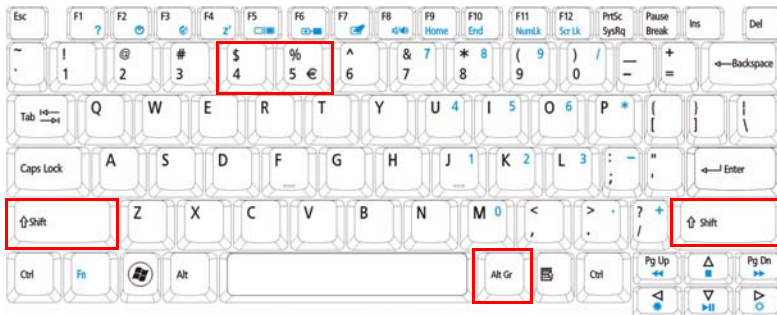 Esc F1 ? F2 F3 F4 z F5 F6 F7 F8 F9 Home F10 End F11 NumLk F12 Scr Lk PrtSc SysRq Pause Break Ins Del
~ ` ! 1 @ 2 # 3 $ 4 % 5 € ^ 6 & 7 7 * 8 8 ( 9 9 ) / 0 _ - + = Backspace
Tab Q W E R T Y U 4 I 5 O 6 P * { [ } ] | \
Caps Lock A S D F G H J 1 K 2 L 3 : - ; " ' Enter
Shift Z X C V B N M 0 < , > . . ? + / Shift
Ctrl Fn Alt Alt Gr Ctrl Pg Up Pg Dn